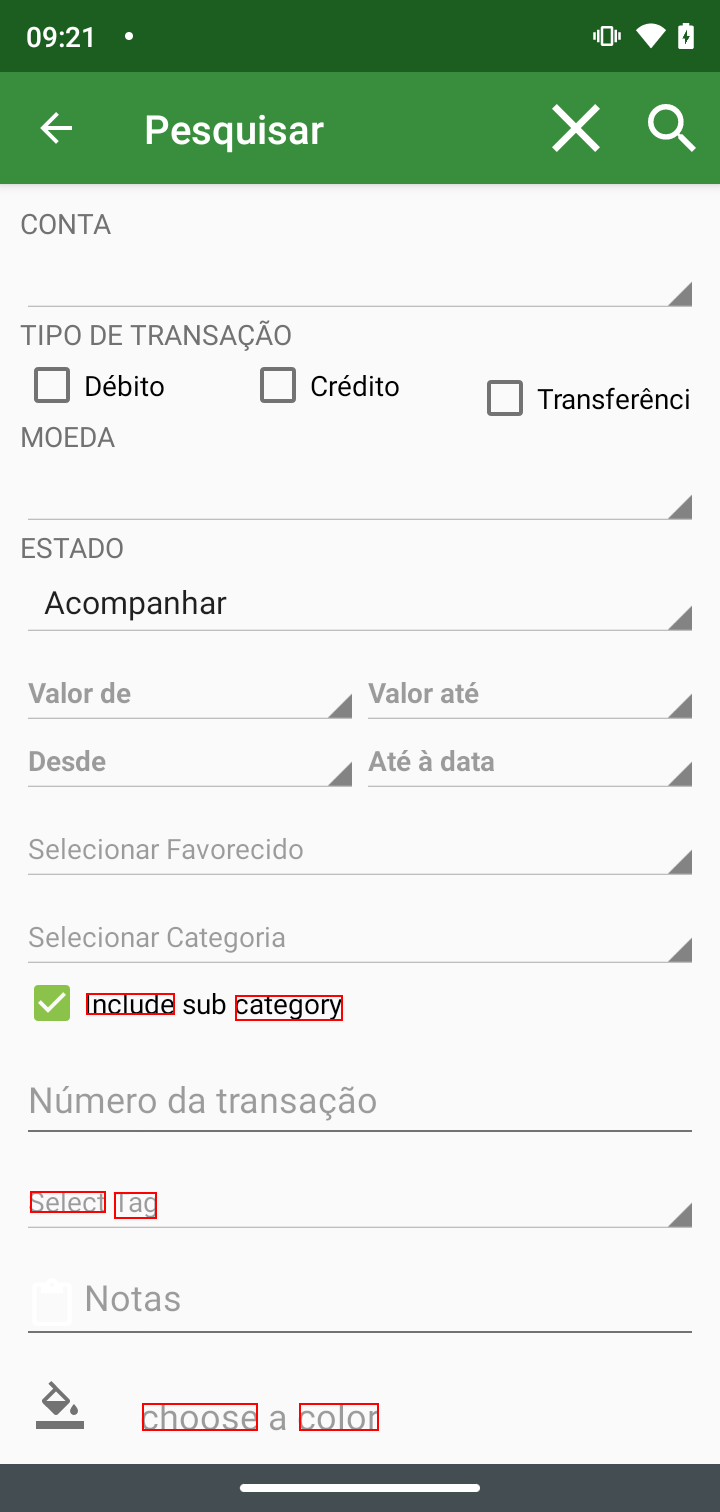 09:21
Pesquisar
CONTA
TIPO DE TRANSAÇÃO
Débito Crédito Transferênci
MOEDA
ESTADO
Acompanhar
Valor de Valor até
Desde Até à data
Selecionar Favorecido
Selecionar Categoria
Include sub category
Número da transação
Select Tag
Notas
choose a color